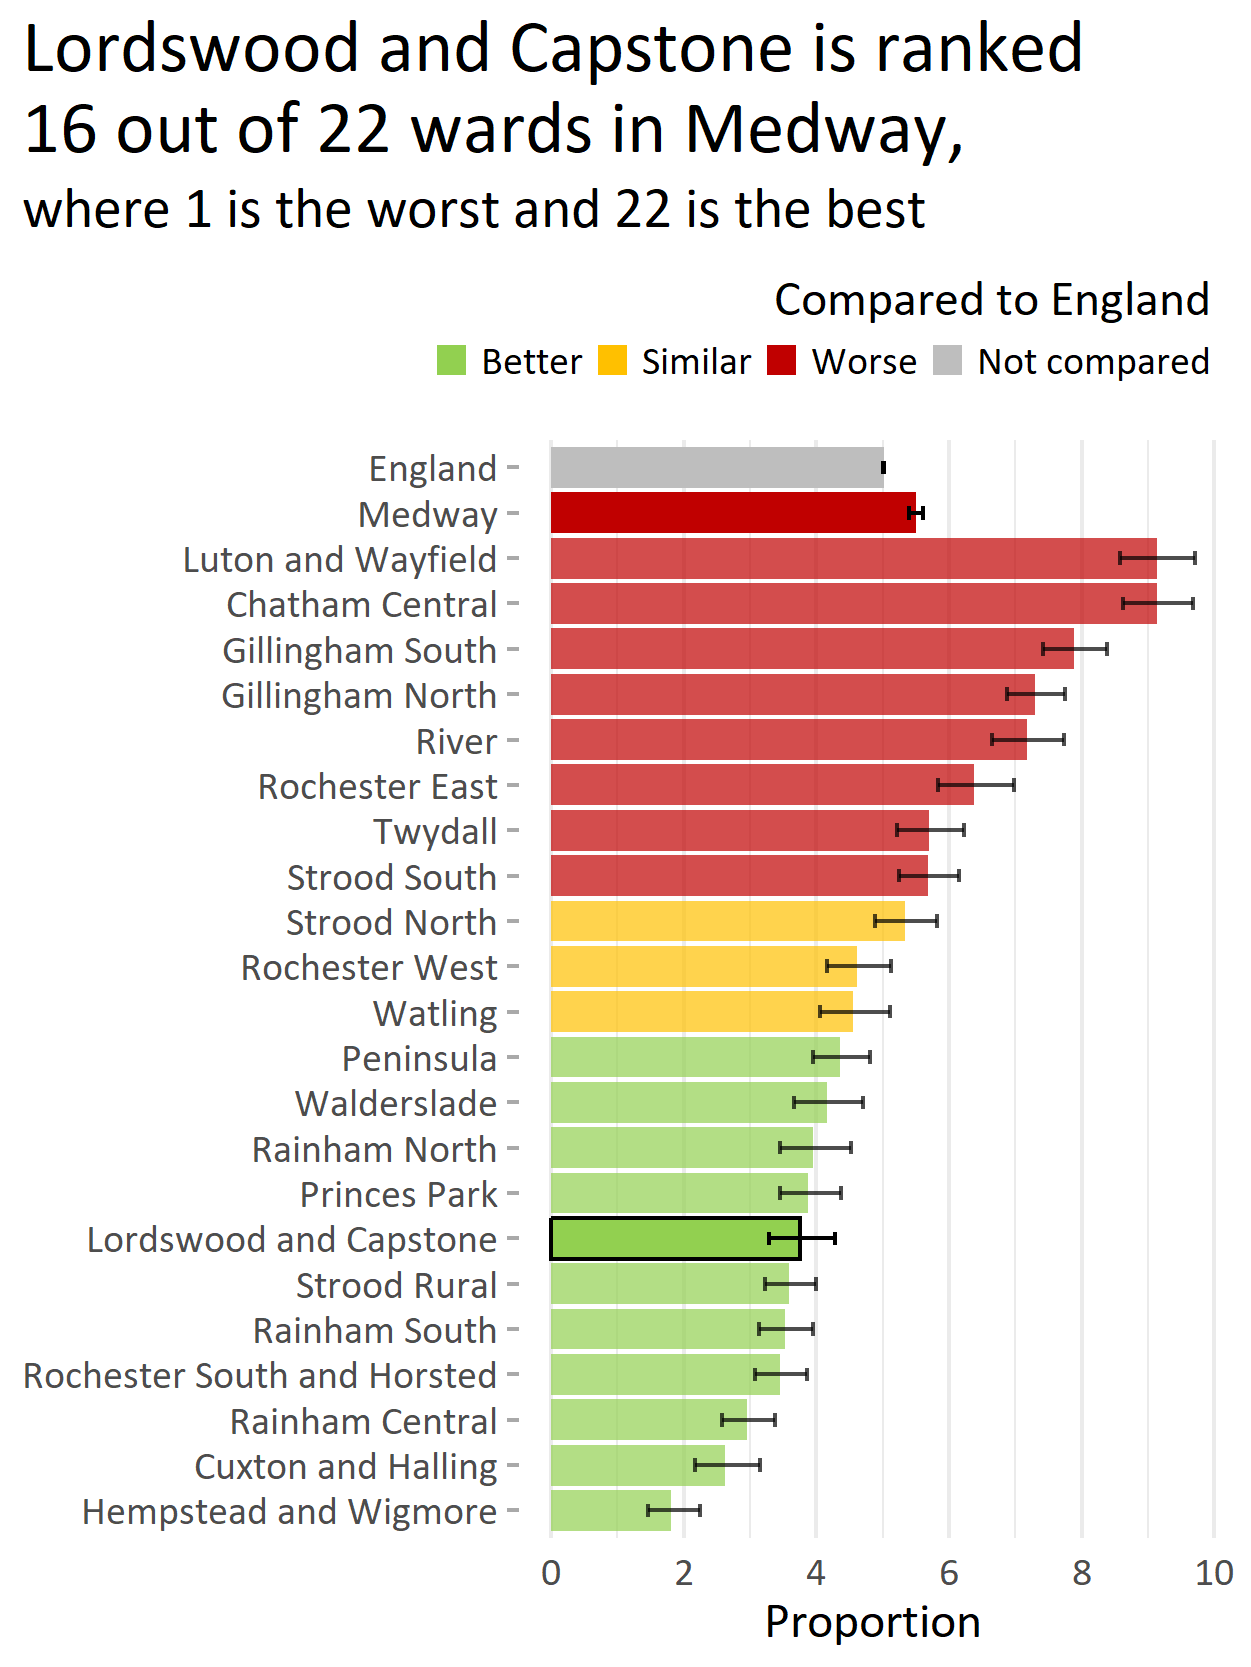 Lordswood and Capstone is ranked
16 out of 22 wards in Medway,
where 1 is the worst and 22 is the best
Compared to England
Better Similar Worse Not compared
England
Medway
Luton and Wayfield
Chatham Central
Gillingham South
Gillingham North
River
Rochester East
Twydall
Strood South
Strood North
Rochester West
Watling
Peninsula
Walderslade
Rainham North
Princes Park
Lordswood and Capstone
Strood Rural
Rainham South
Rochester South and Horsted
Rainham Central
Cuxton and Halling
Hempstead and Wigmore
0 2 4 6 8 10
Proportion